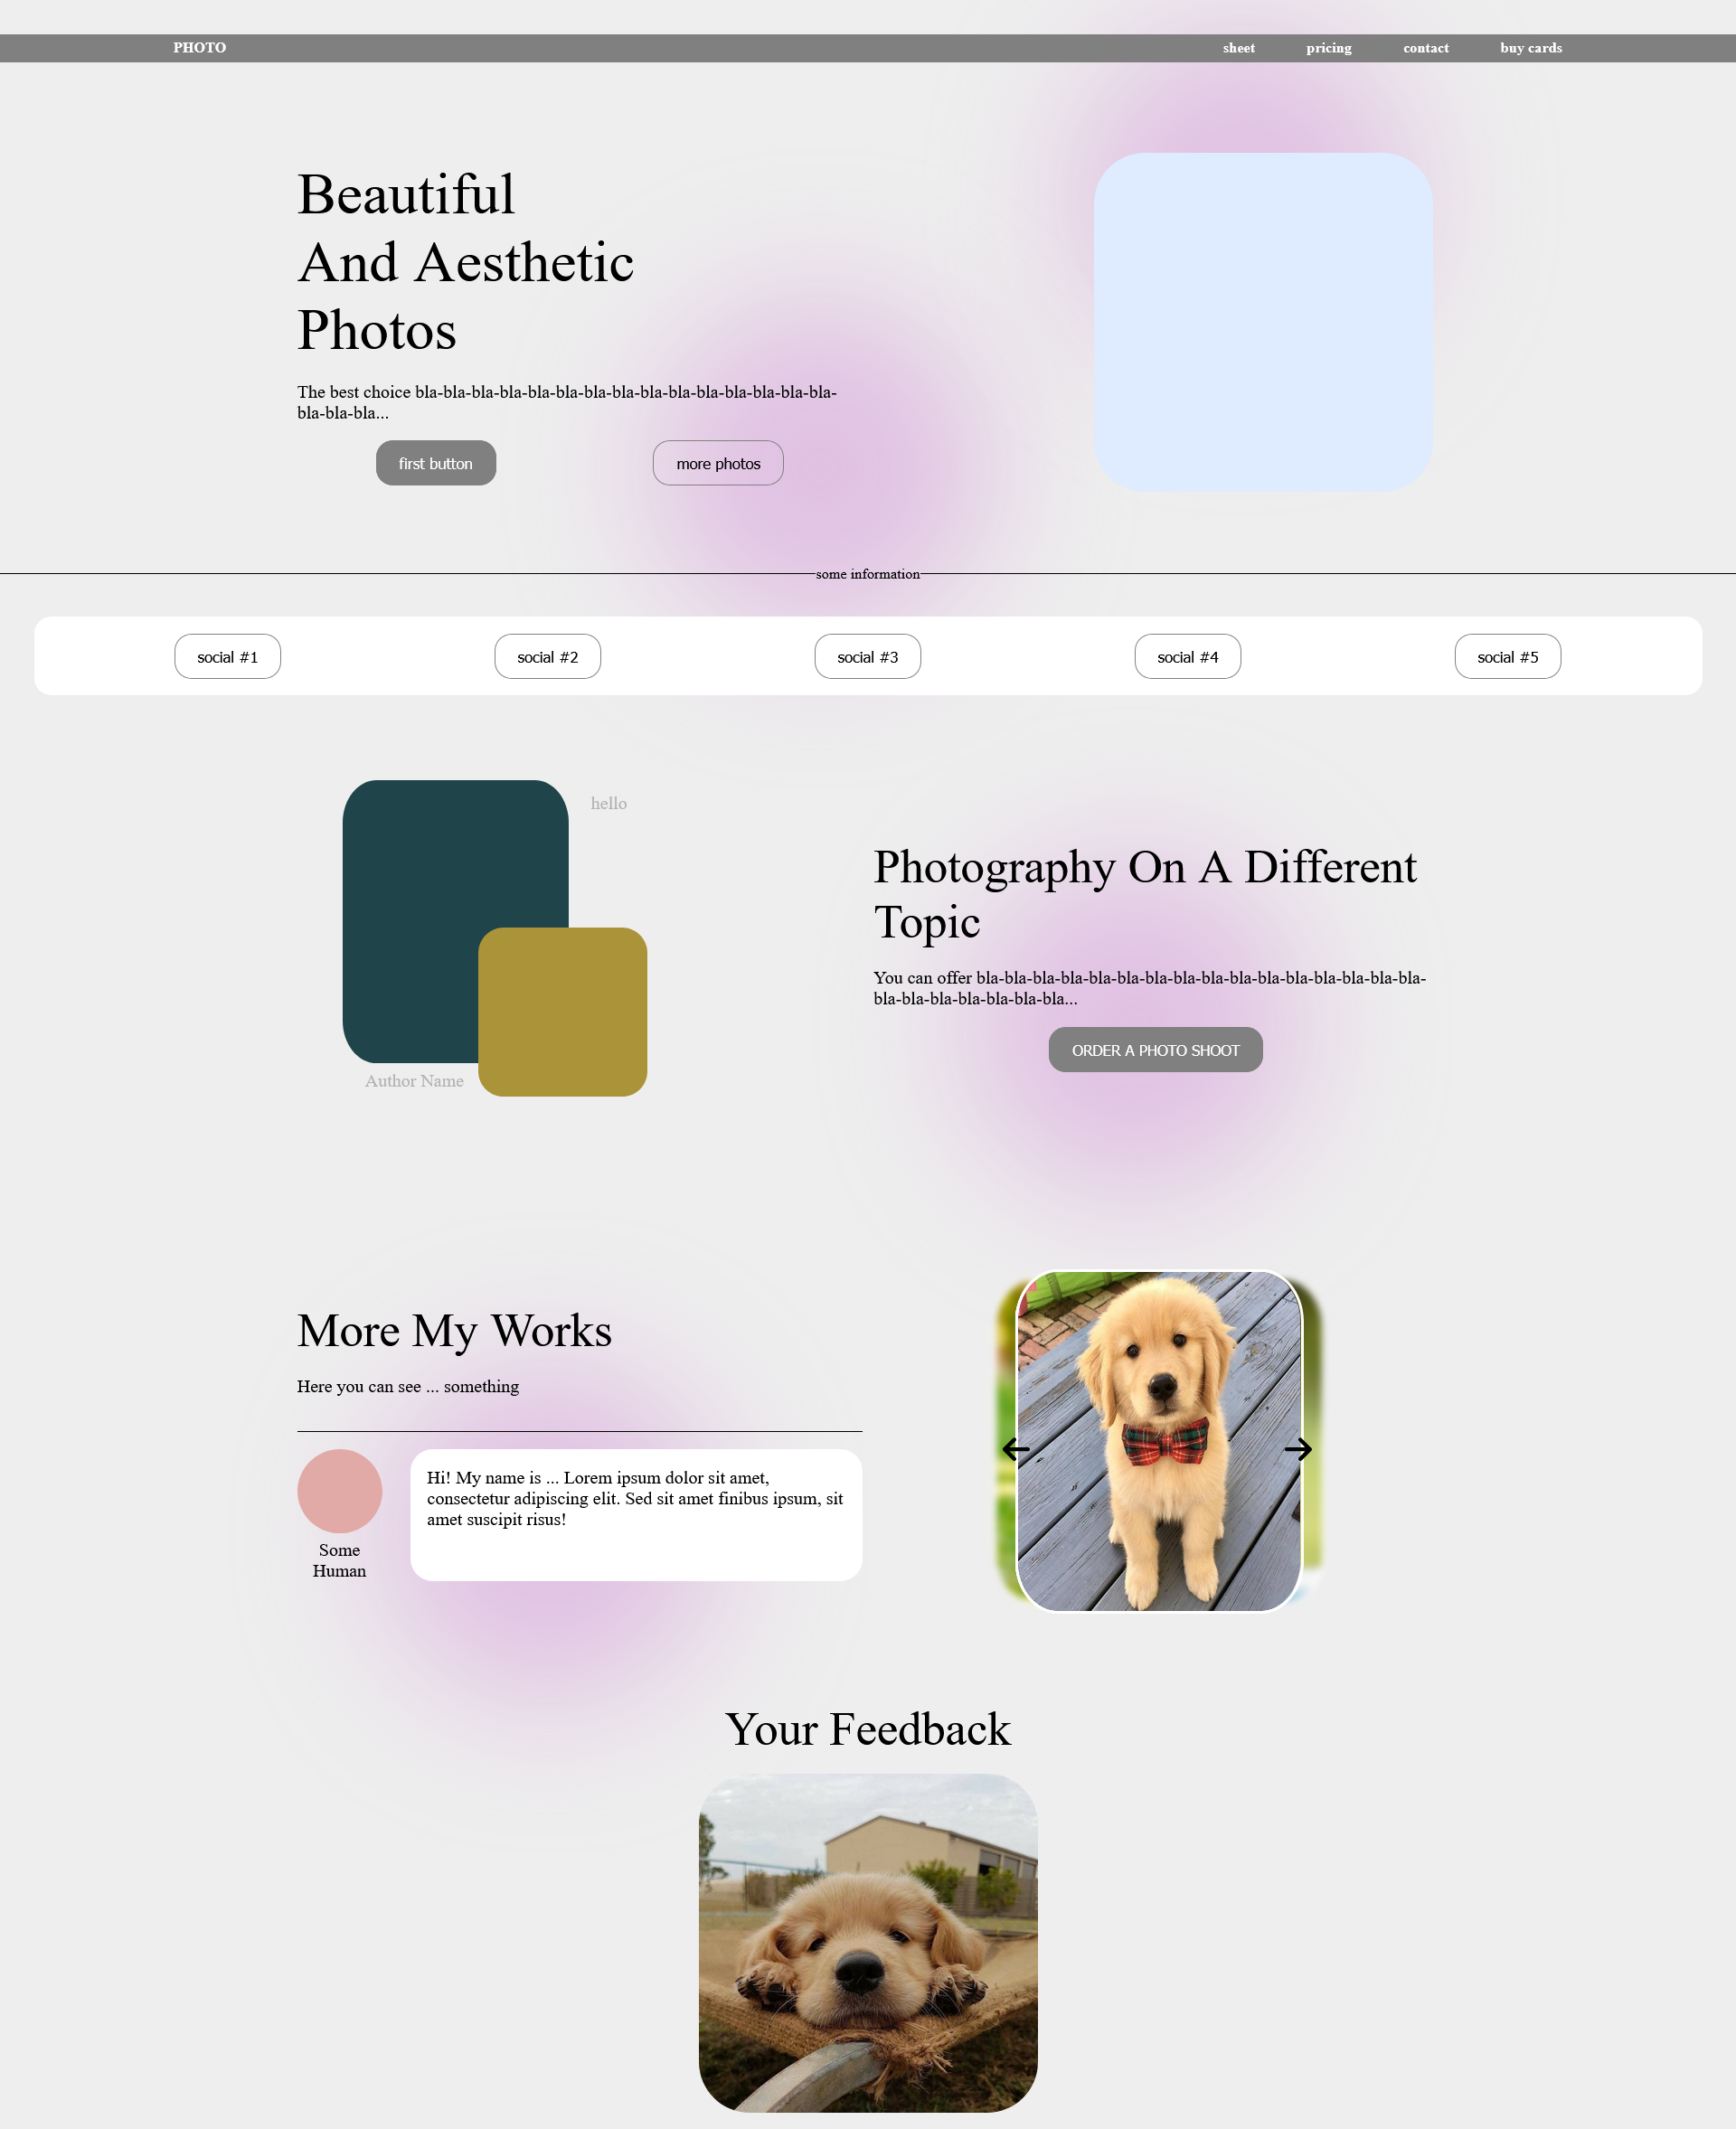 PHOTO
sheet
pricing
contact
buy cards
Beautiful
And Aesthetic
Photos
The best choice bla-bla-bla-bla-bla-bla-bla-bla-bla-bla-bla-bla-bla-bla-bla-
bla-bla-bla...
first button
more photos
some information
social #1
social #2
social #3
social #4
social #5
hello
Author Name
Photography On A Different
Topic
You can offer bla-bla-bla-bla-bla-bla-bla-bla-bla-bla-bla-bla-bla-bla-bla-bla-
bla-bla-bla-bla-bla-bla-bla...
ORDER A PHOTO SHOOT
More My Works
Here you can see ... something
Hi! My name is ... Lorem ipsum dolor sit amet,
consectetur adipiscing elit. Sed sit amet finibus ipsum, sit
amet suscipit risus!
Some
Human
Your Feedback